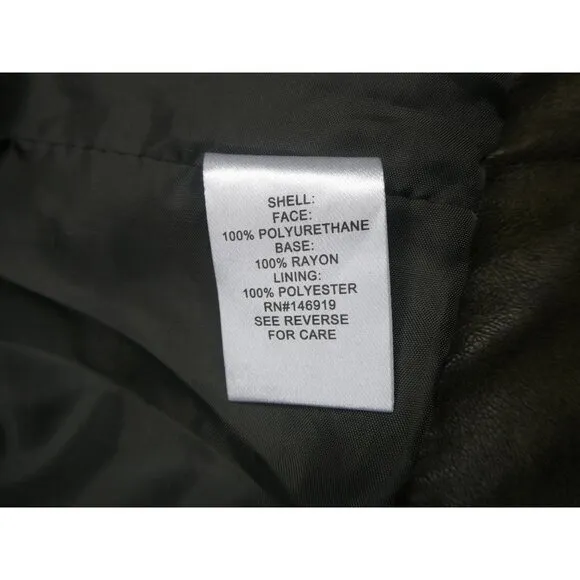 SHELL:
FACE:
100% POLYURETHANE
BASE:
100% RAYON
LINING:
100% POLYESTER
RN#146919
SEE REVERSE
FOR CARE